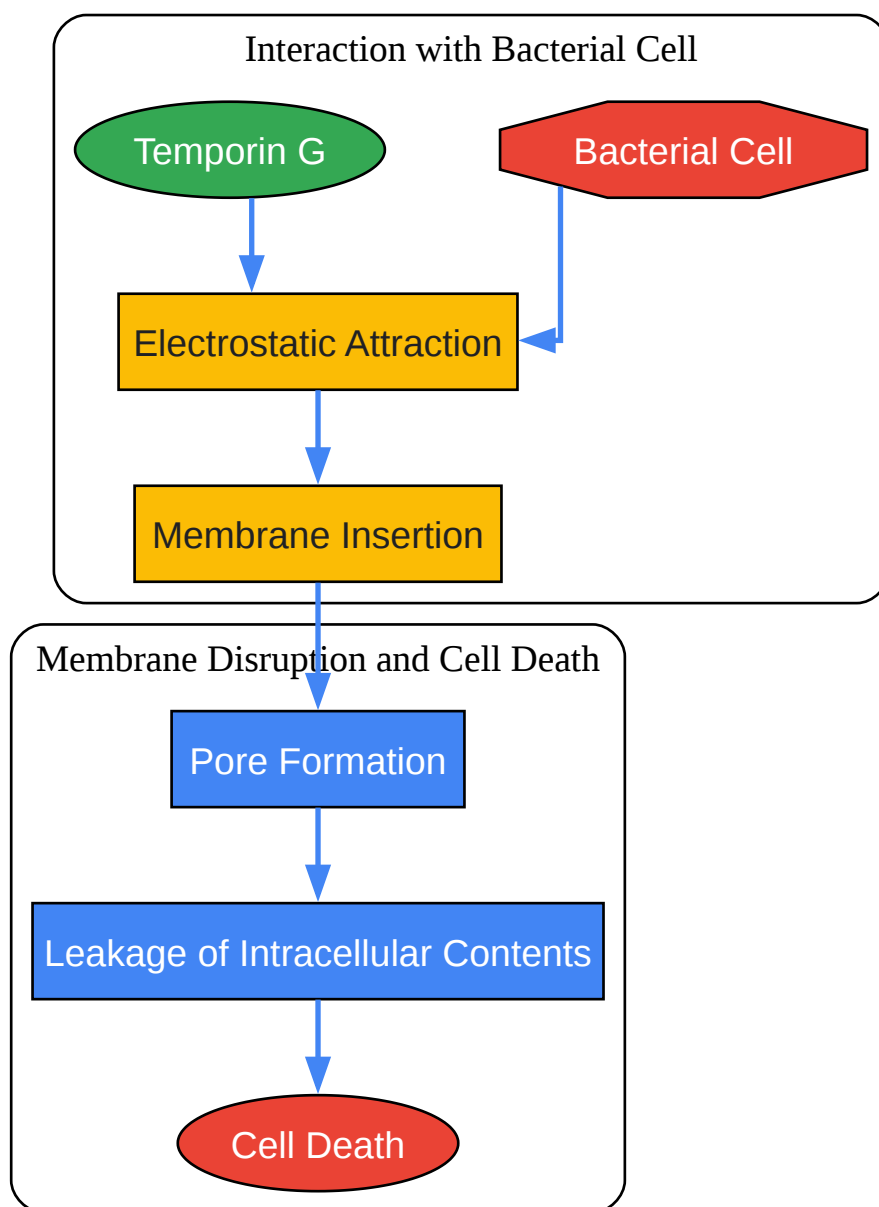 Interaction with Bacterial Cell
Temporin G
Bacterial Cell
Electrostatic Attraction
Membrane Insertion
Membrane Disruption and Cell Death
Pore Formation
Leakage of Intracellular Contents
Cell Death